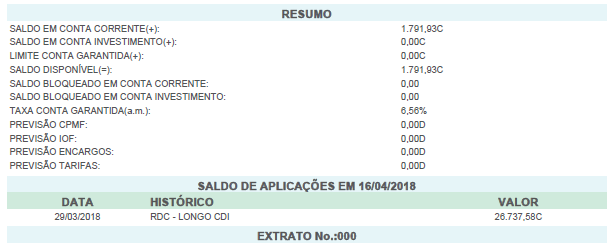 RESUMO
SALDO EM CONTA CORRENTE(+): 1.791,93C
SALDO EM CONTA INVESTIMENTO(+): 0,00C
LIMITE CONTA GARANTIDA(+): 0,00C
SALDO DISPONÍVEL(=): 1.791,93C
SALDO BLOQUEADO EM CONTA CORRENTE: 0,00
SALDO BLOQUEADO EM CONTA INVESTIMENTO: 0,00
TAXA CONTA GARANTIDA(a.m.): 6,56%
PREVISÃO CPMF: 0,00D
PREVISÃO IOF: 0,00D
PREVISÃO ENCARGOS: 0,00D
PREVISÃO TARIFAS: 0,00D
SALDO DE APLICAÇÕES EM 16/04/2018
DATA HISTÓRICO VALOR
29/03/2018 RDC - LONGO CDI 26.737,58C
EXTRATO No.:000